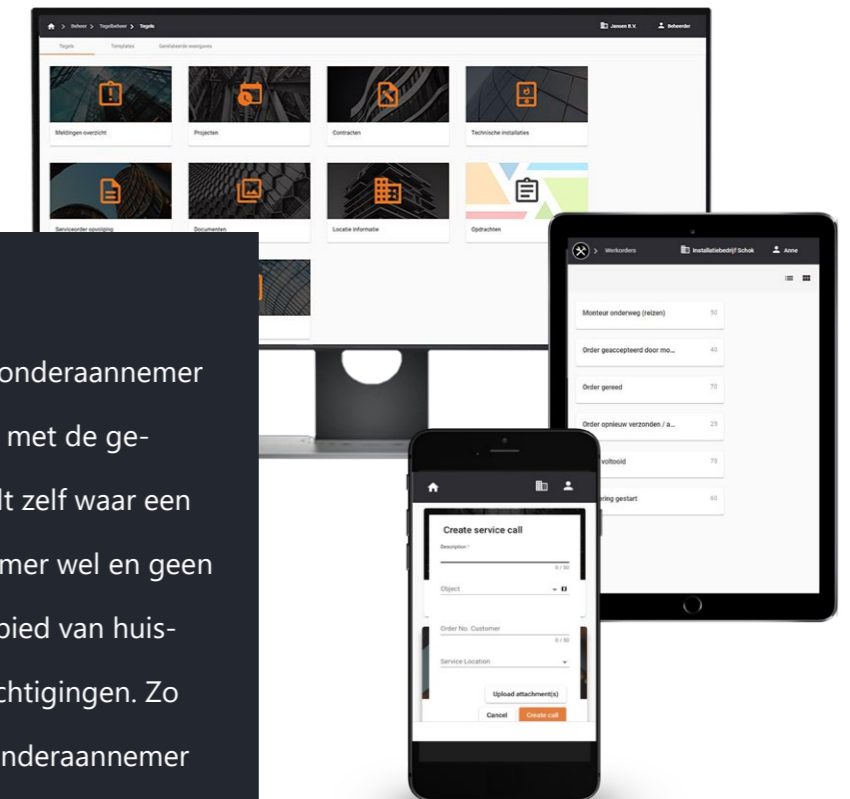 Beheer > Tegelbeheer > Tegels
Jansen B.V.
Beheerder
Tegels
Templates
Gerelateerde weergaves
Meldingen overzicht
Projecten
Contracten
Technische installaties
Serviceorder opvolging
Documenten
Locatie informatie
Opdrachten
onderaannemer
met de ge-
lt zelf waar een
mer wel en geen
bied van huis-
chtigingen. Zo
onderaannemer
> Werkorders
Installatiebedrijf Schok
Anne
Monteur onderweg (reizen) 50
Order geaccepteerd door mo... 40
Order gereed 70
Order opnieuw verzonden / a... 25
voltooid 75
ering gestart 60
Create service call
Description *
0 / 50
Object
Order No. Customer
0 / 50
Service Location
Upload attachment(s)
Cancel
Create call